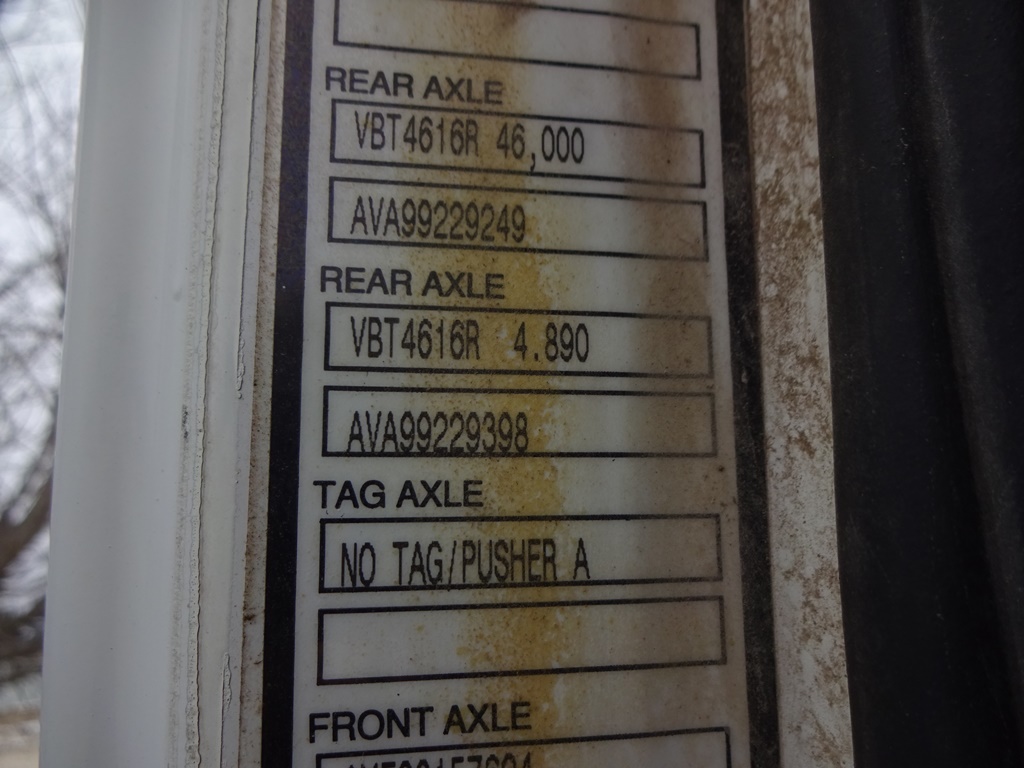 REAR AXLE
VBT4616R 46,000
AVA99229249
REAR AXLE
VBT4616R 4.890
AVA99229398
TAG AXLE
NO TAG/PUSHER A
FRONT AXLE